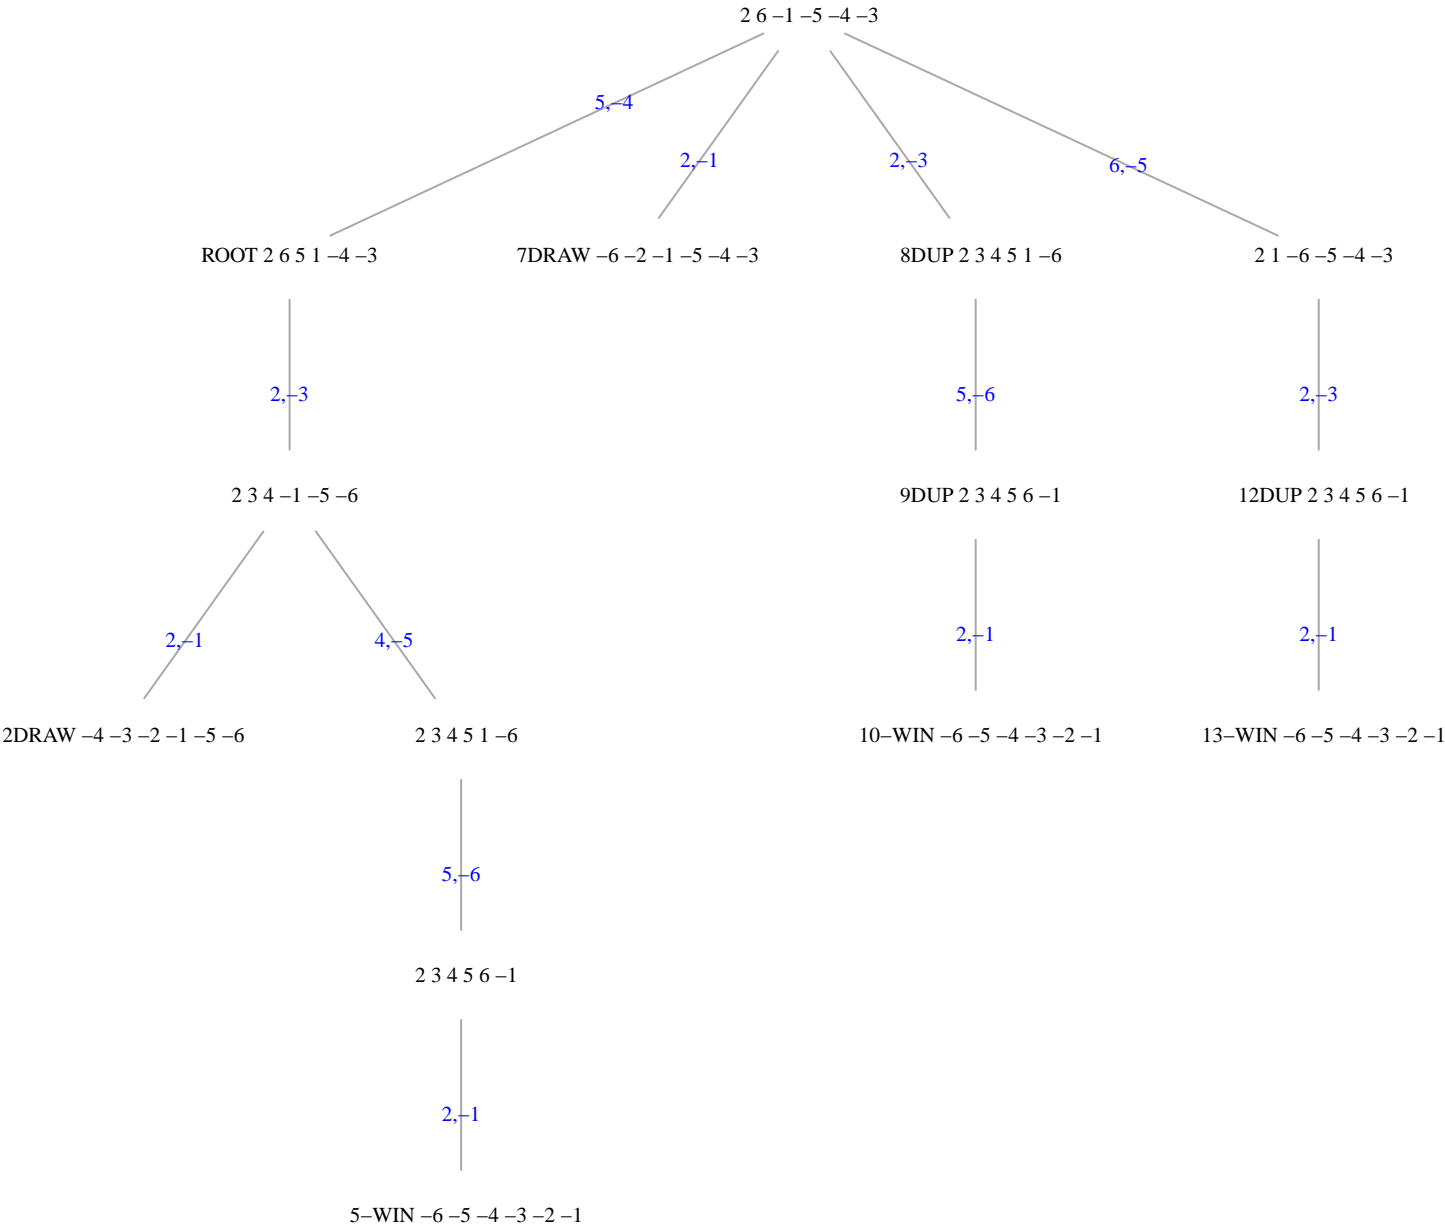 2 6 –1 –5 –4 –3
5,–4
2,–1
2,–3
6,–5
ROOT 2 6 5 1 –4 –3
7DRAW –6 –2 –1 –5 –4 –3
8DUP 2 3 4 5 1 –6
2 1 –6 –5 –4 –3
2,–3
5,–6
2,–3
2 3 4 –1 –5 –6
9DUP 2 3 4 5 6 –1
12DUP 2 3 4 5 6 –1
2,–1
4,–5
2,–1
2,–1
2DRAW –4 –3 –2 –1 –5 –6
2 3 4 5 1 –6
10–WIN –6 –5 –4 –3 –2 –1
13–WIN –6 –5 –4 –3 –2 –1
5,–6
2 3 4 5 6 –1
2,–1
5–WIN –6 –5 –4 –3 –2 –1